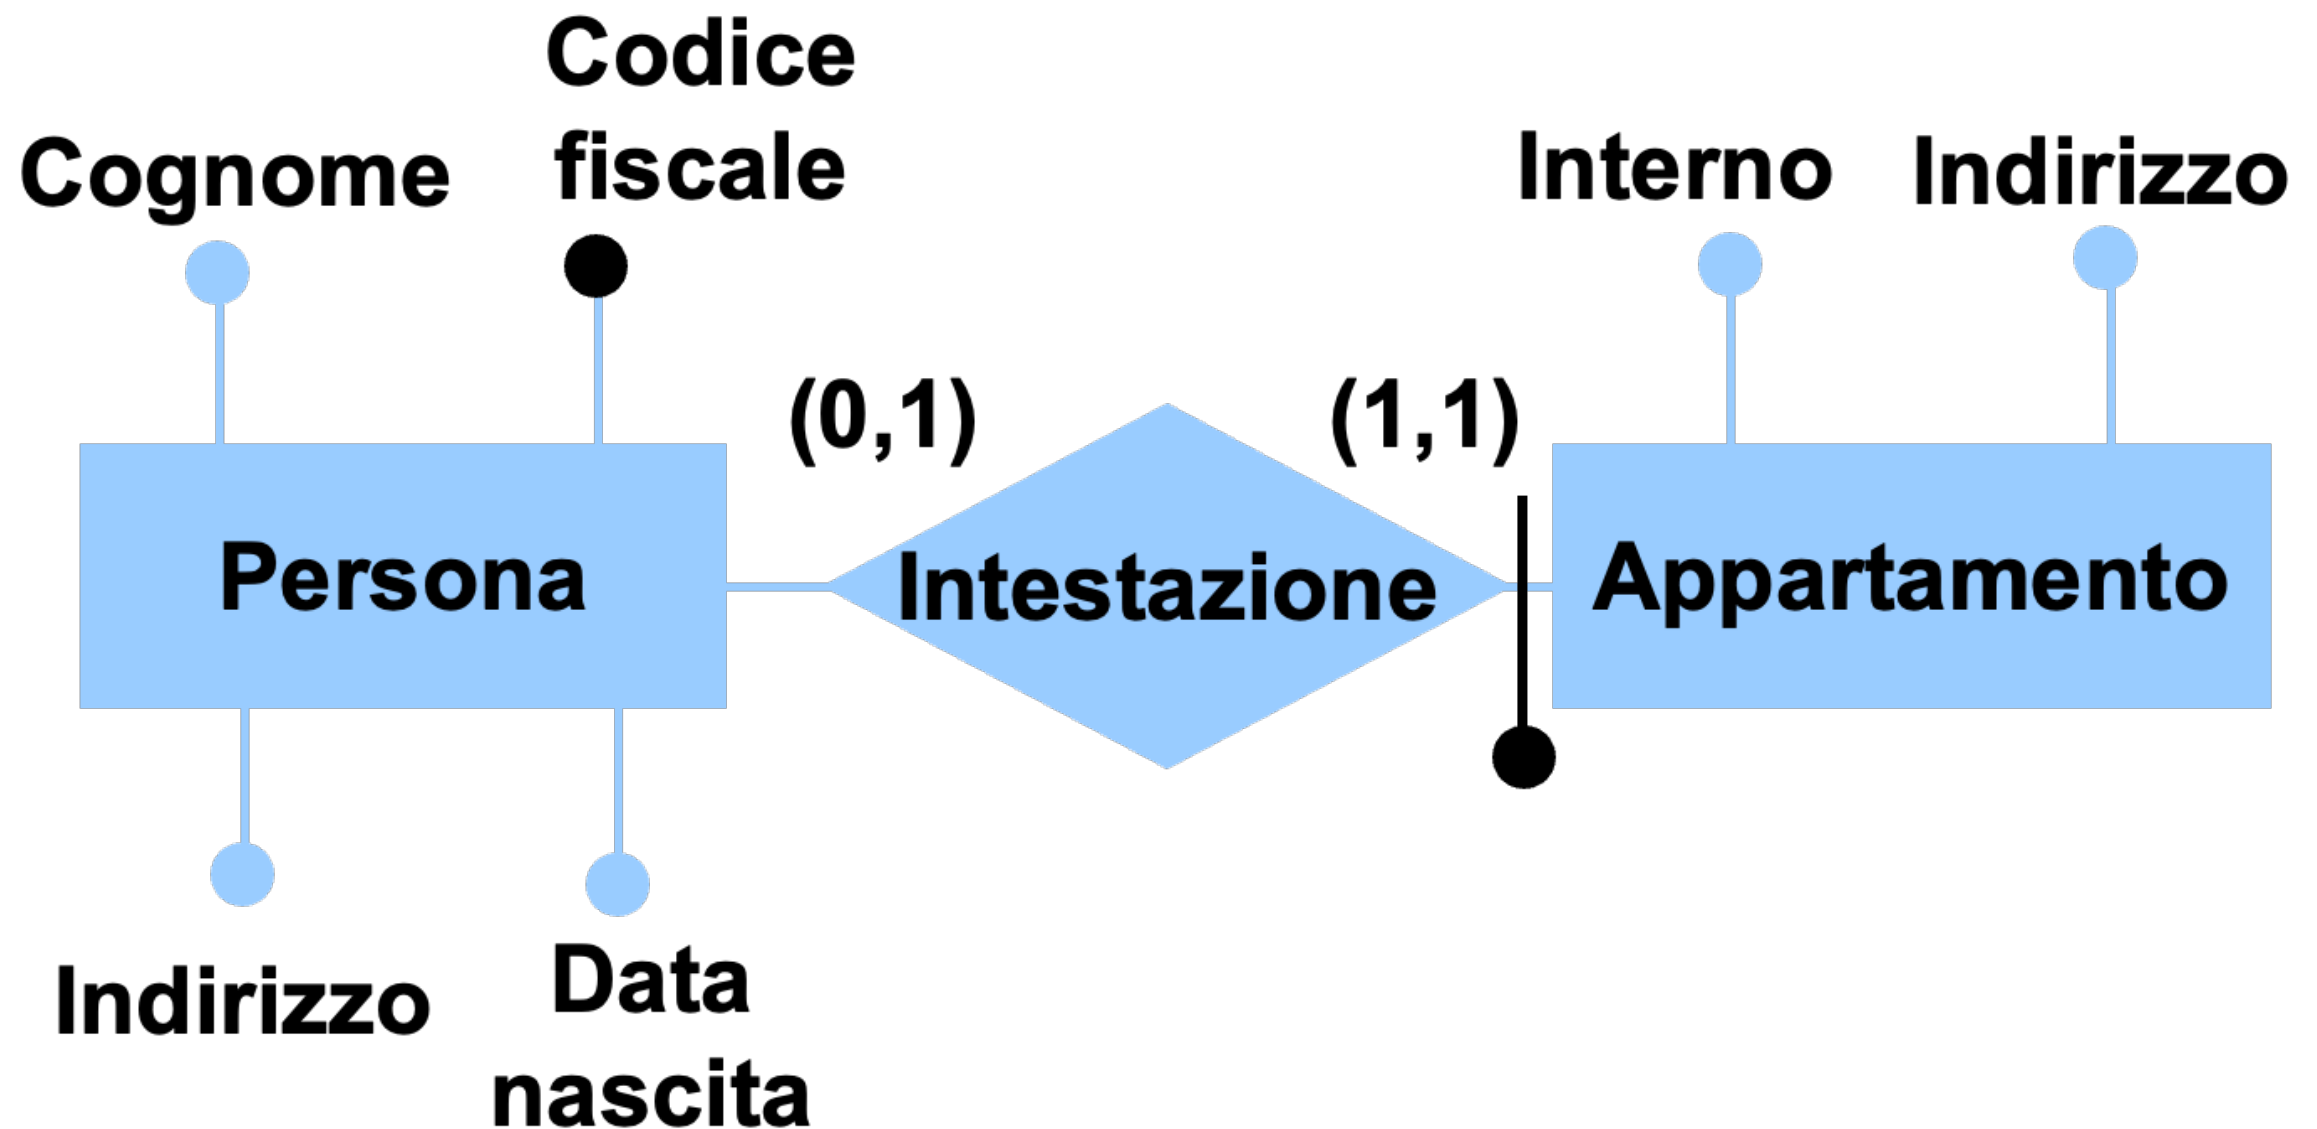 Codice
fiscale
Cognome
Interno
Indirizzo
(0,1)
(1,1)
Persona
Intestazione
Appartamento
Indirizzo
Data
nascita